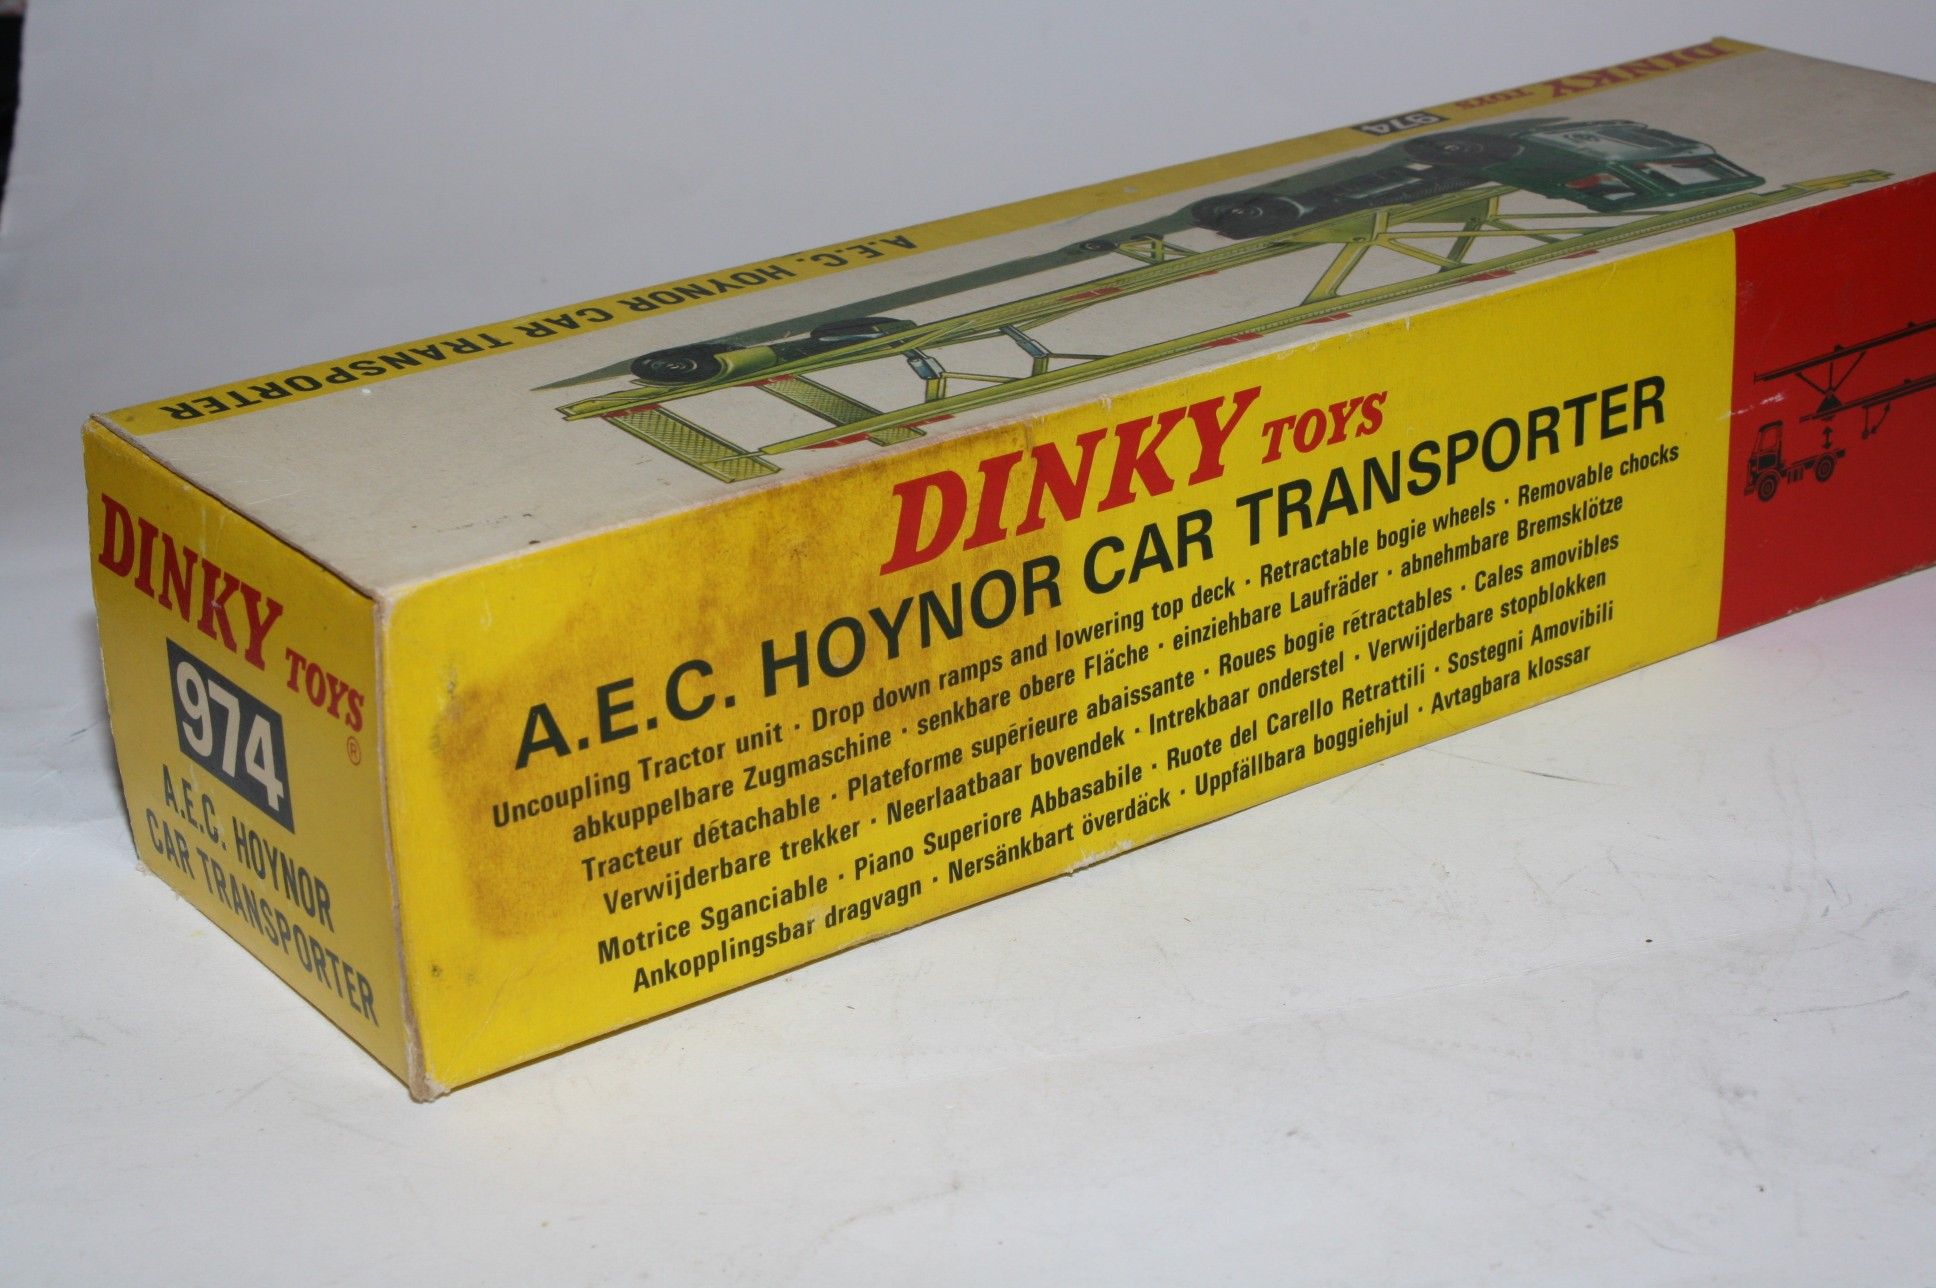 DINKY TOYS
974
A.E.C. HOYNOR CAR TRANSPORTER
DINKY TOYS ®
974
A.E.C. HOYNOR
CAR TRANSPORTER
DINKY TOYS
A.E.C. HOYNOR CAR TRANSPORTER
Uncoupling Tractor unit · Drop down ramps and lowering top deck · Retractable bogie wheels · Removable chocks
abkuppelbare Zugmaschine · senkbare obere Fläche · einziehbare Laufräder · abnehmbare Bremsklötze
Tracteur détachable · Plateforme supérieure abaissante · Roues bogie rétractables · Cales amovibles
Verwijderbare trekker · Neerlaatbaar bovendek · Intrekbaar onderstel · Verwijderbare stopblokken
Motrice Sganciable · Piano Superiore Abbasabile · Ruote del Carello Retrattili · Sostegni Amovibili
Ankopplingsbar dragvagn · Nersänkbart överdäck · Uppfällbara boggiehjul · Avtagbara klossar